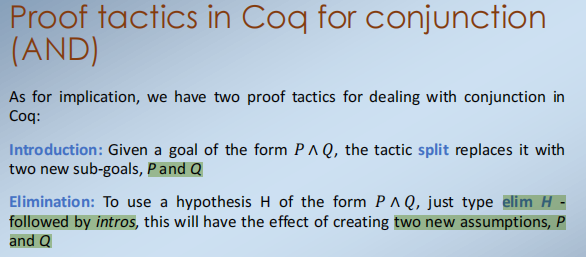 Proof tactics in Coq for conjunction
(AND)
As for implication, we have two proof tactics for dealing with conjunction in
Coq:
Introduction: Given a goal of the form P ∧ Q, the tactic split replaces it with
two new sub-goals, P and Q
Elimination: To use a hypothesis H of the form P ∧ Q, just type elim H -
followed by intros, this will have the effect of creating two new assumptions, P
and Q